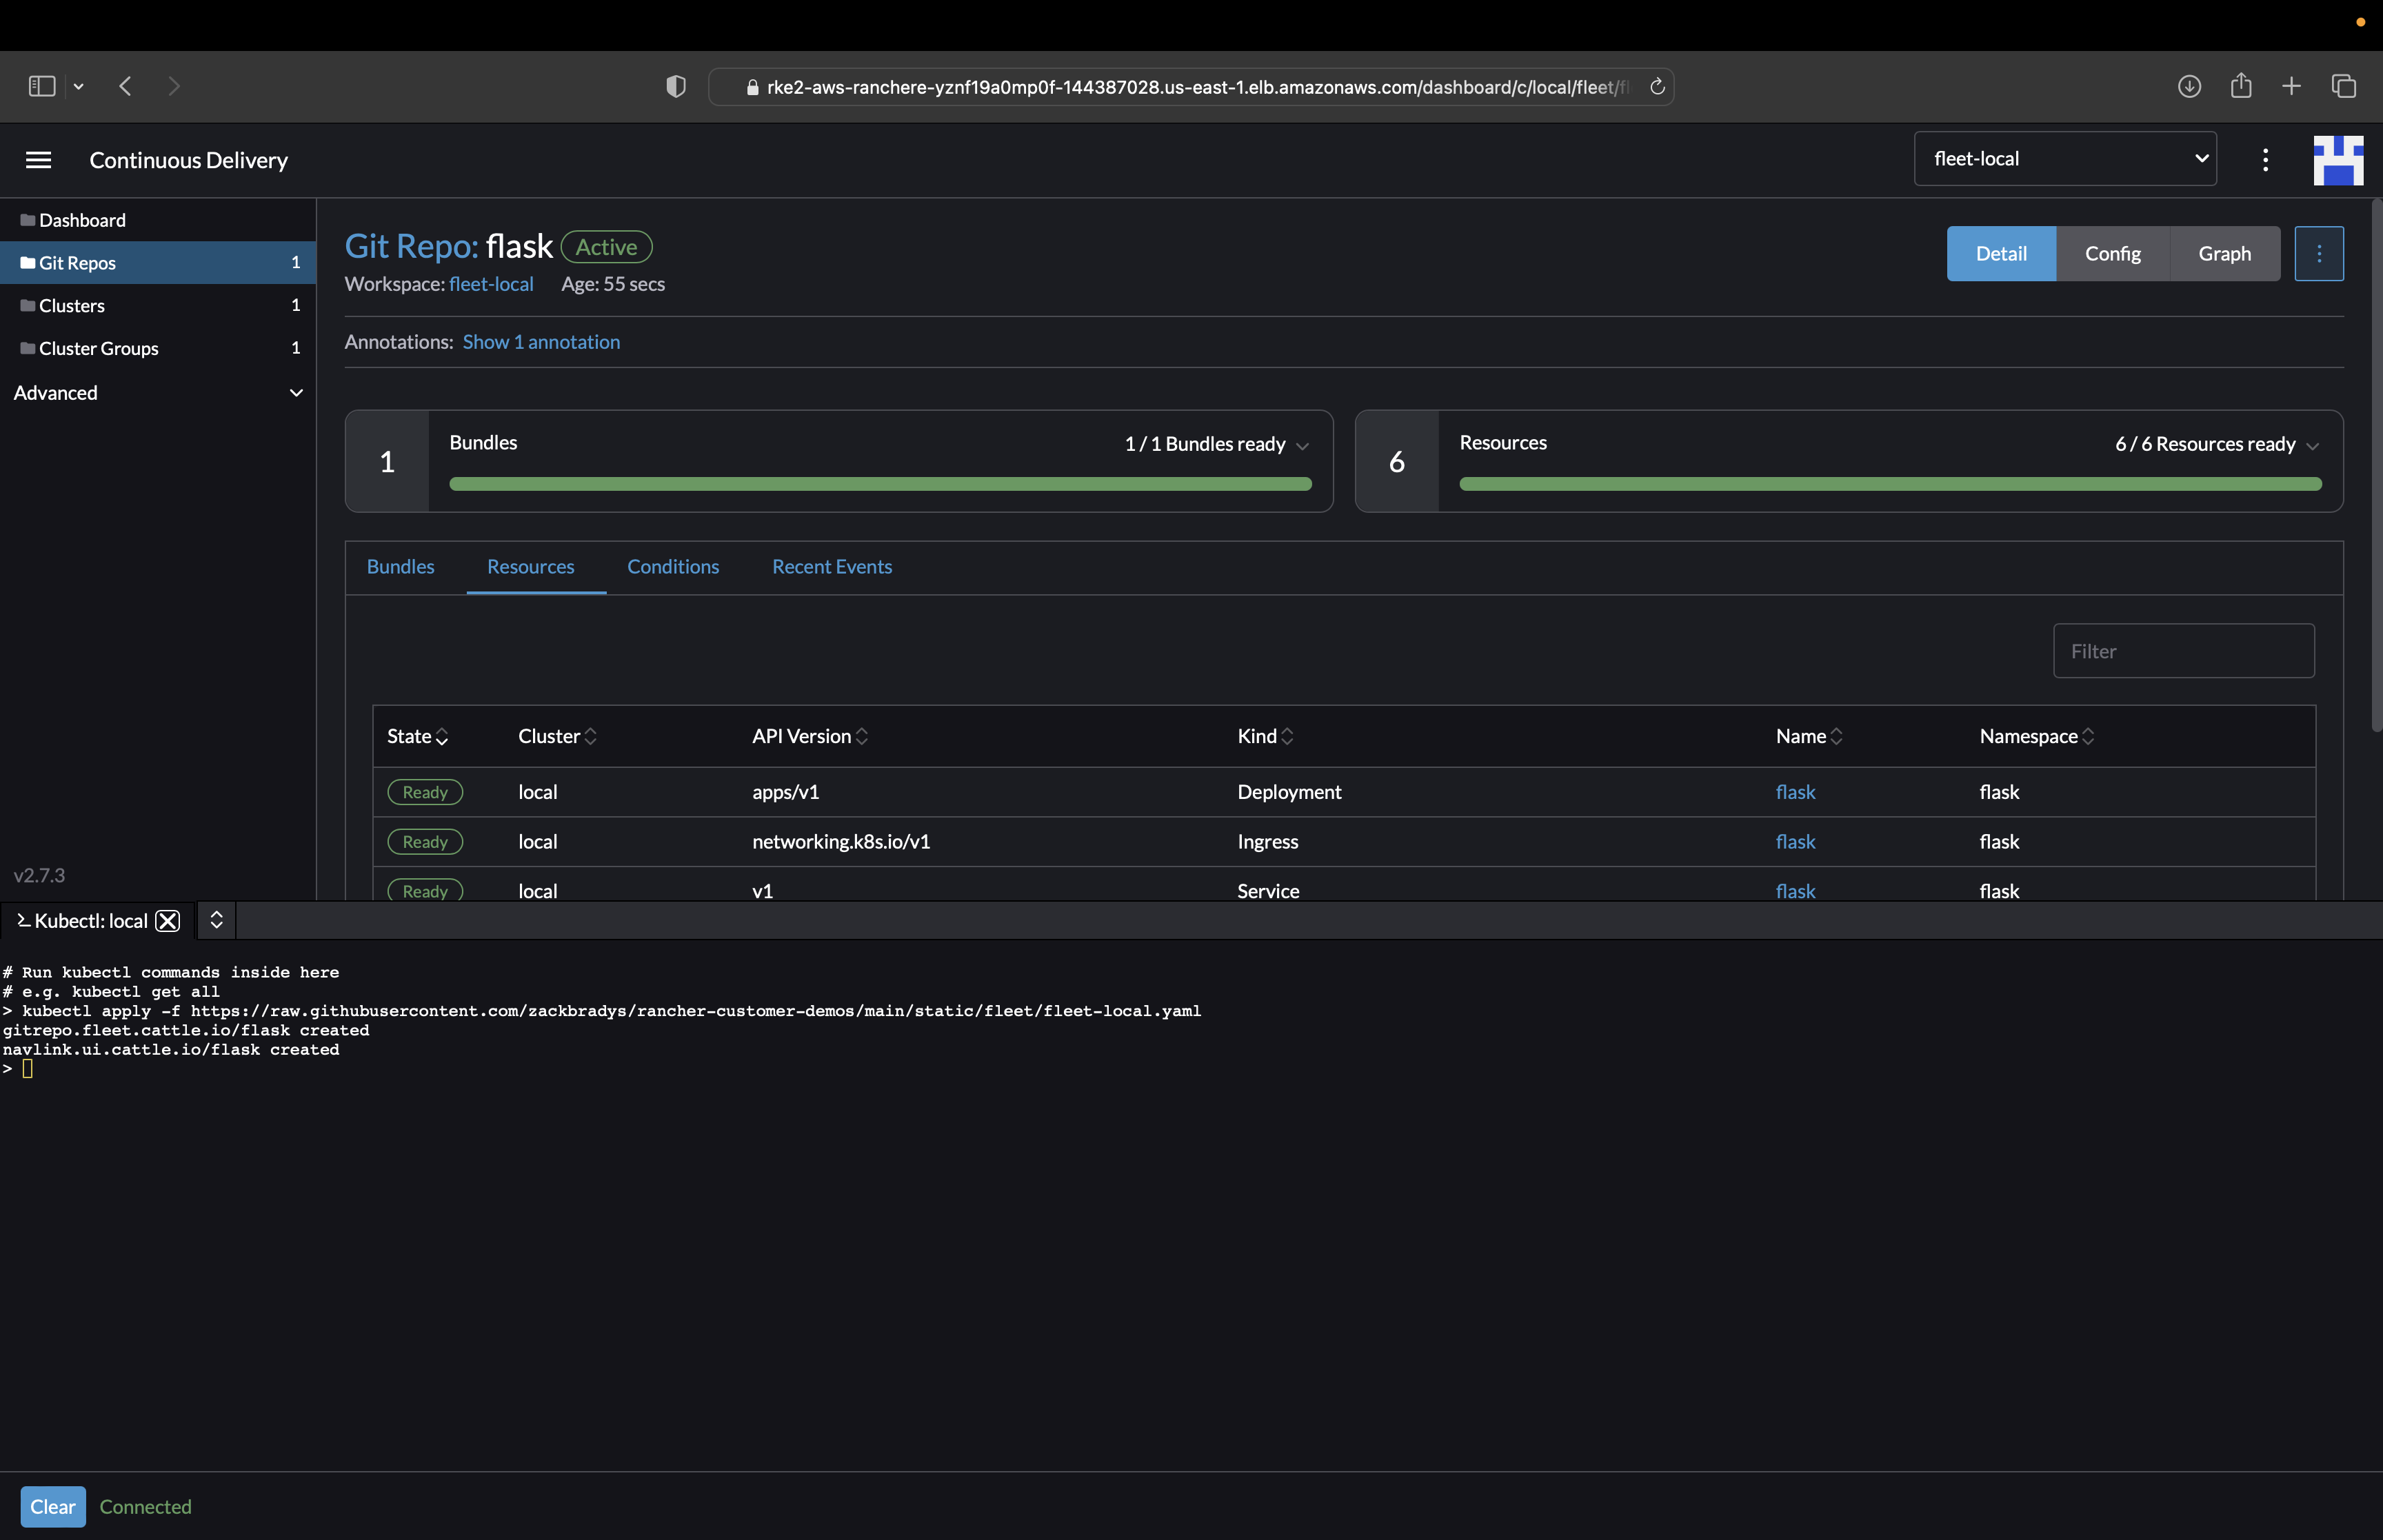 rke2-aws-ranchere-yznf19a0mp0f-144387028.us-east-1.elb.amazonaws.com/dashboard/c/local/fleet/fl
Continuous Delivery
fleet-local
Dashboard
Git Repos 1
Clusters 1
Cluster Groups 1
Advanced
v2.7.3
Git Repo: flask Active
Workspace: fleet-local Age: 55 secs
Detail Config Graph
Annotations: Show 1 annotation
1 Bundles 1 / 1 Bundles ready
6 Resources 6 / 6 Resources ready
Bundles Resources Conditions Recent Events
Filter
State Cluster API Version Kind Name Namespace
Ready local apps/v1 Deployment flask flask
Ready local networking.k8s.io/v1 Ingress flask flask
Ready local v1 Service flask flask
Kubectl: local
# Run kubectl commands inside here
# e.g. kubectl get all
> kubectl apply -f https://raw.githubusercontent.com/zackbradys/rancher-customer-demos/main/static/fleet/fleet-local.yaml
gitrepo.fleet.cattle.io/flask created
navlink.ui.cattle.io/flask created
>
Clear Connected